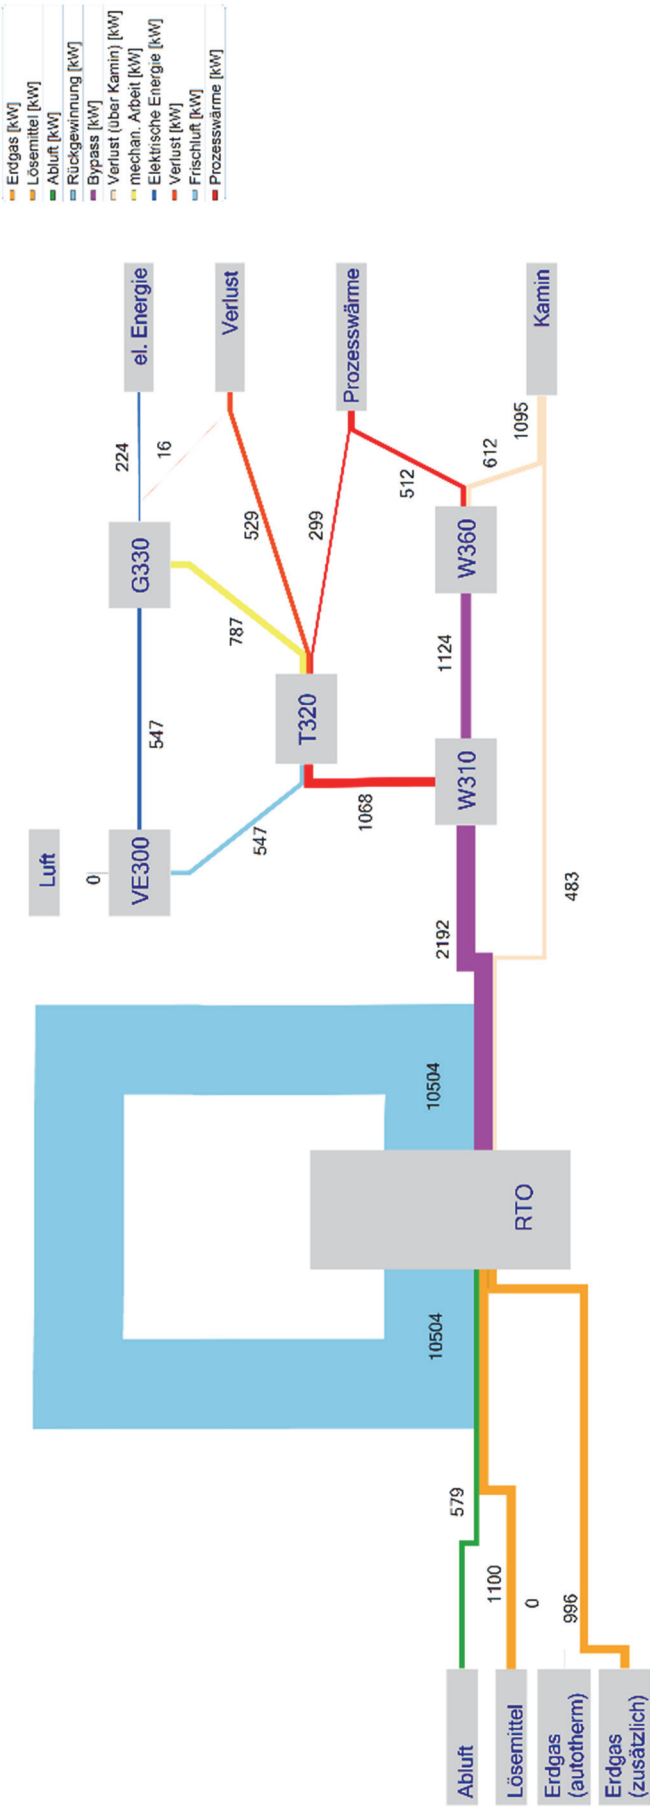 Erdgas [kW]
Lösemittel [kW]
Abluft [kW]
Rückgewinnung [kW]
Bypass [kW]
Verlust (über Kamin) [kW]
mechan. Arbeit [kW]
Elektrische Energie [kW]
Verlust [kW]
Frischluft [kW]
Prozesswärme [kW]
Luft
0
VE300
547
G330
224
el. Energie
16
Verlust
547
787
529
T320
299
Prozesswärme
1068
512
10504
10504
2192
W310
1124
W360
612
1095
Kamin
483
RTO
579
Abluft
1100
Lösemittel
0
Erdgas
(autotherm)
996
Erdgas
(zusätzlich)